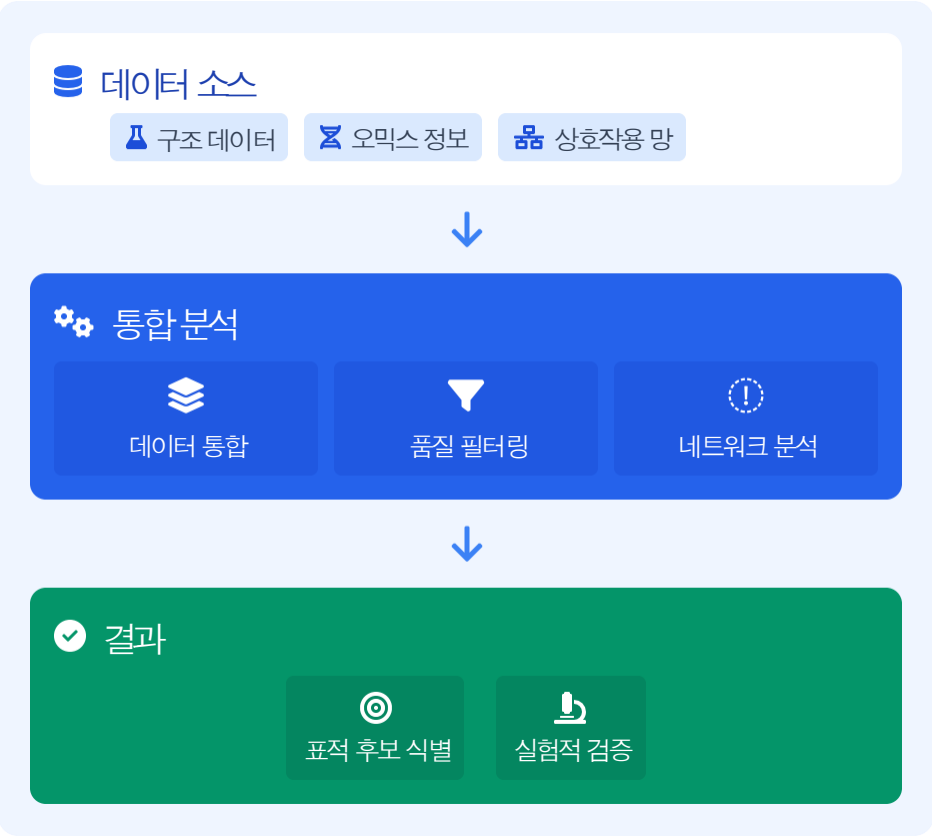 데이터 소스
구조 데이터 오믹스 정보 상호작용 망
통합 분석
데이터 통합 품질 필터링 네트워크 분석
결과
표적 후보 식별 실험적 검증